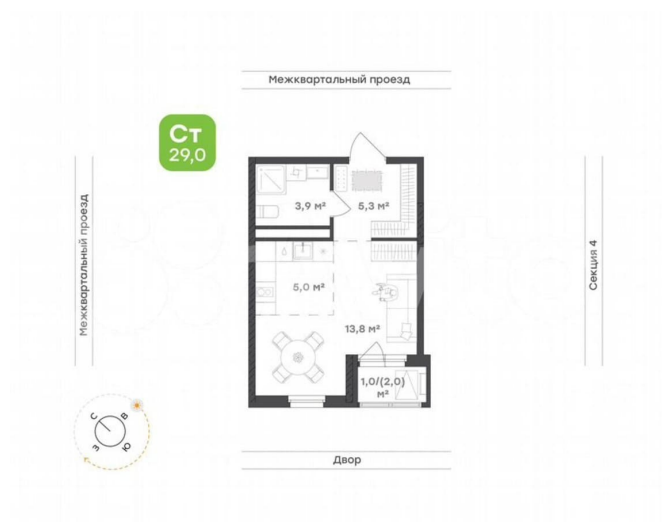 Межквартальный проезд
Ст
29,0
3,9 м²
5,3 м²
Межквартальный проезд
Секция 4
5,0 м²
13,8 м²
1,0/(2,0)
м²
С
В
З
Ю
Двор